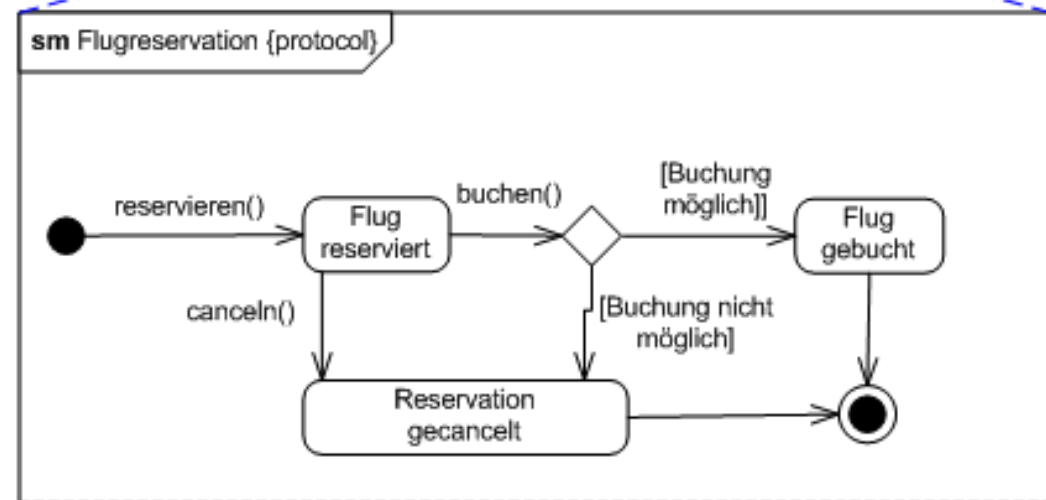 sm Flugreservation {protocol}
reservieren()
Flug
reserviert
buchen()
[Buchung
möglich]]
Flug
gebucht
canceln()
[Buchung nicht
möglich]
Reservation
gecancelt